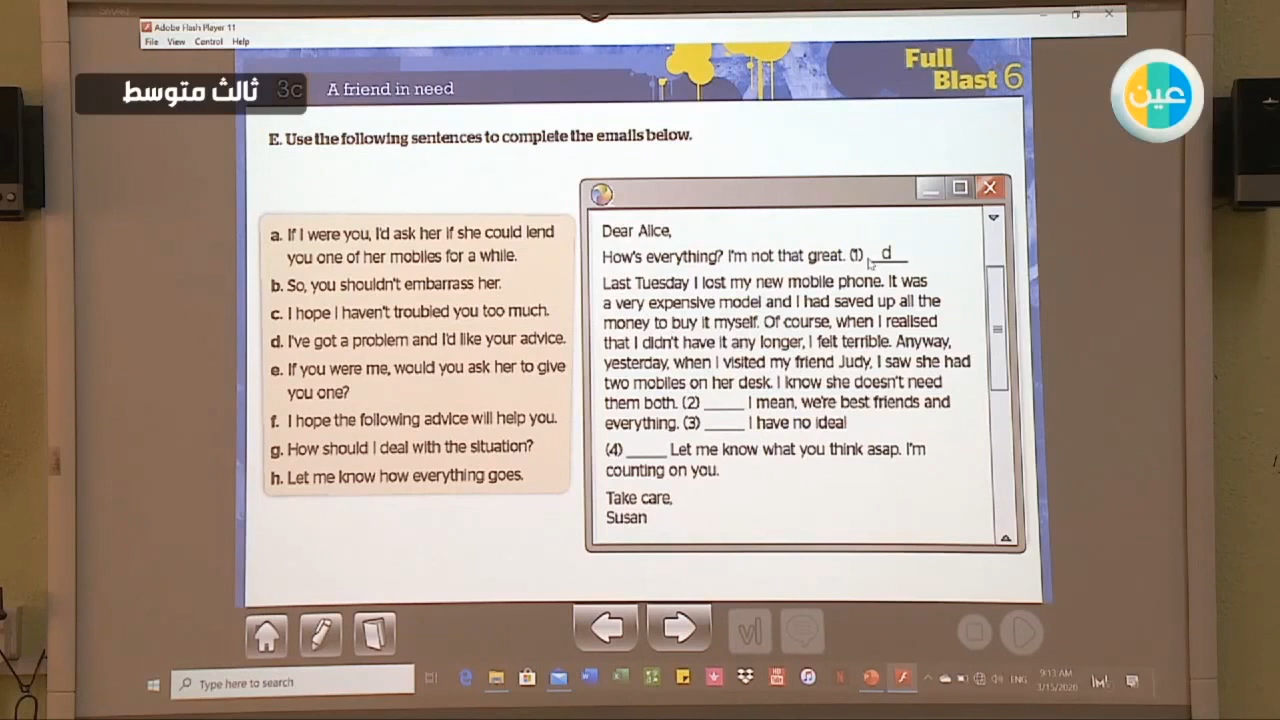 Adobe Flash Player 11
File View Control Help
ثالث متوسط
3c A friend in need
Full
Blast 6
عين
E. Use the following sentences to complete the emails below.
a. If I were you, I'd ask her if she could lend
you one of her mobiles for a while.
b. So, you shouldn't embarrass her.
c. I hope I haven't troubled you too much.
d. I've got a problem and I'd like your advice.
e. If you were me, would you ask her to give
you one?
f. I hope the following advice will help you.
g. How should I deal with the situation?
h. Let me know how everything goes.
Dear Alice,
How's everything? I'm not that great. (1) d
Last Tuesday I lost my new mobile phone. It was
a very expensive model and I had saved up all the
money to buy it myself. Of course, when I realised
that I didn't have it any longer, I felt terrible. Anyway,
yesterday, when I visited my friend Judy, I saw she had
two mobiles on her desk. I know she doesn't need
them both. (2) _____ I mean, we're best friends and
everything. (3) _____ I have no idea!
(4) _____ Let me know what you think asap. I'm
counting on you.
Take care,
Susan
Type here to search
ENG
9:13 AM
3/15/2020